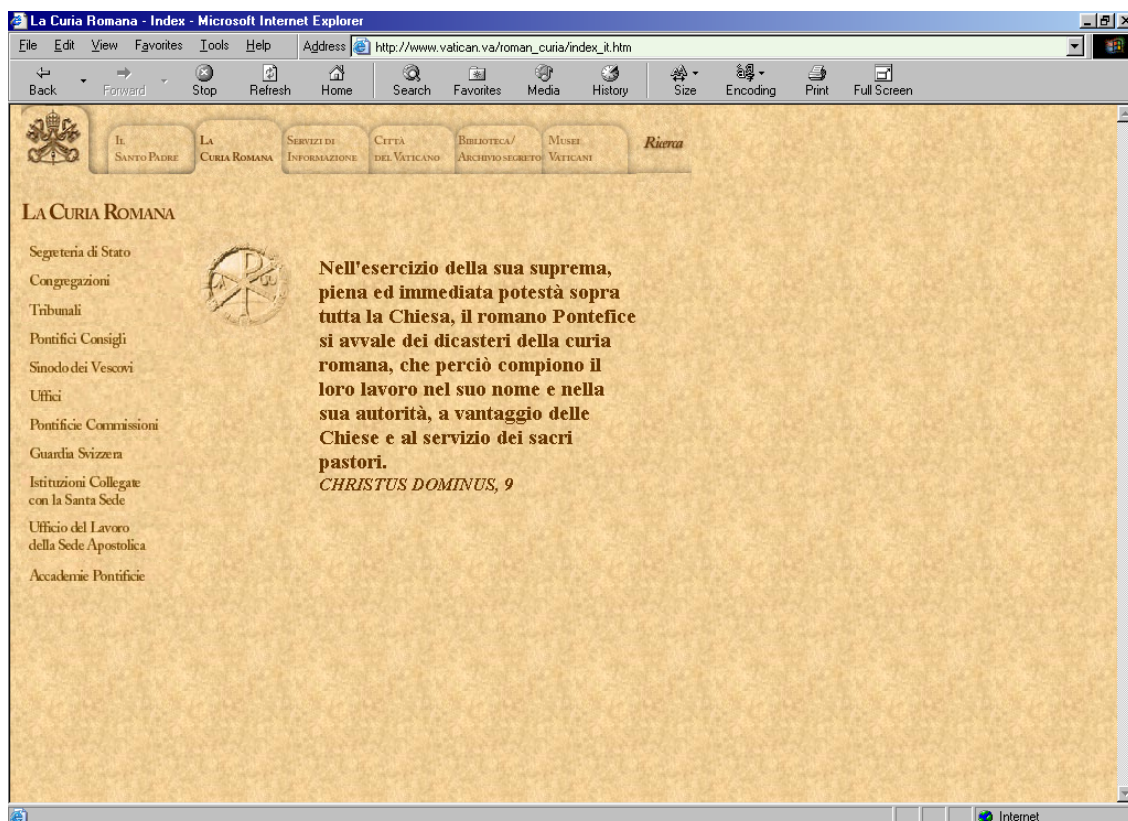 La Curia Romana - Index - Microsoft Internet Explorer
File Edit View Favorites Tools Help Address http://www.vatican.va/roman_curia/index_it.htm
Back Forward Stop Refresh Home Search Favorites Media History Size Encoding Print Full Screen
Il
Santo Padre
La
Curia Romana
Servizi di
Informazione
Città
del Vaticano
Biblioteca/
Archivio segreto
Musei
Vaticani
Ricerca
La Curia Romana
Segreteria di Stato
Congregazioni
Tribunali
Pontifici Consigli
Sinodo dei Vescovi
Uffici
Pontificie Commissioni
Guardia Svizzera
Istituzioni Collegate
con la Santa Sede
Ufficio del Lavoro
della Sede Apostolica
Accademie Pontificie
Nell'esercizio della sua suprema,
piena ed immediata potestà sopra
tutta la Chiesa, il romano Pontefice
si avvale dei dicasteri della curia
romana, che perciò compiono il
loro lavoro nel suo nome e nella
sua autorità, a vantaggio delle
Chiese e al servizio dei sacri
pastori.
CHRISTUS DOMINUS, 9
Internet